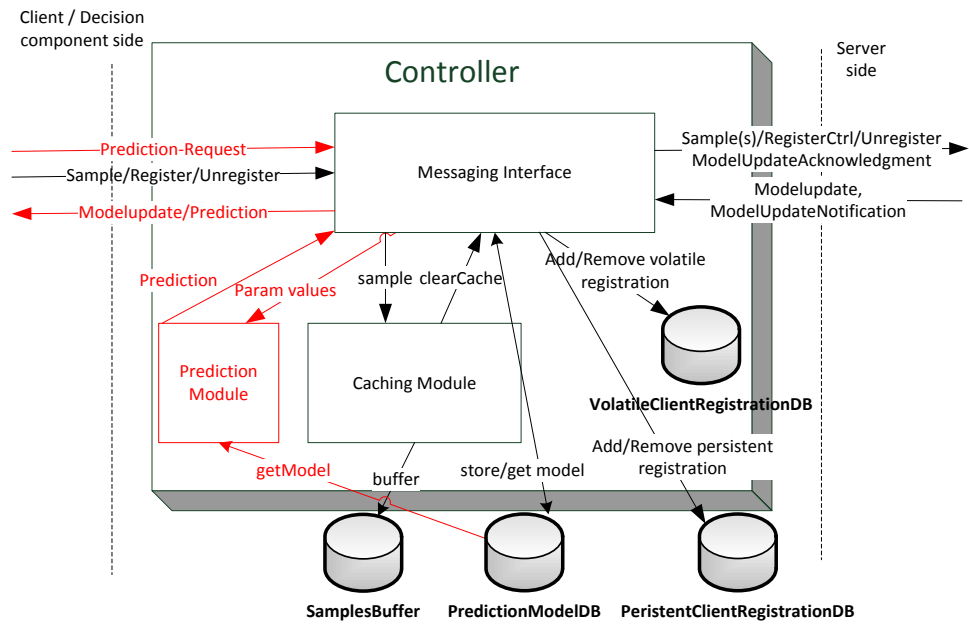 Client / Decision
component side
Controller
Server
side
Prediction-Request
Sample/Register/Unregister
Modelupdate/Prediction
Messaging Interface
Sample(s)/RegisterCtrl/Unregister
ModelUpdateAcknowledgment
Modelupdate,
ModelUpdateNotification
Prediction
Param values
sample
clearCache
Add/Remove volatile
registration
Prediction
Module
Caching Module
VolatileClientRegistrationDB
getModel
buffer
store/get model
Add/Remove persistent
registration
SamplesBuffer
PredictionModelDB
PeristentClientRegistrationDB